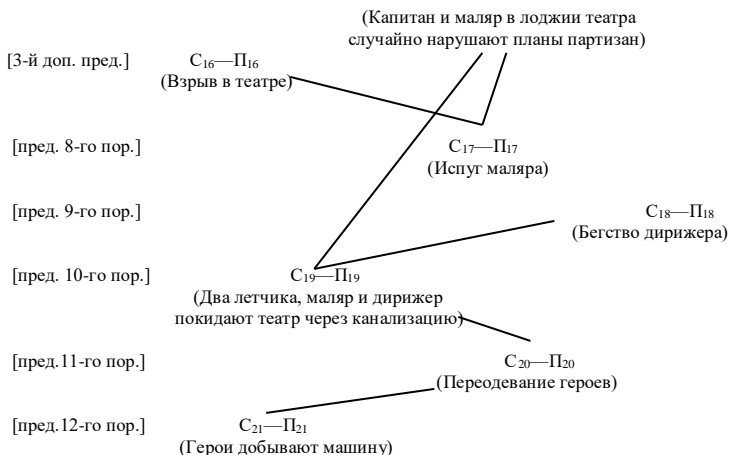 (Капитан и маляр в лоджии театра
случайно нарушают планы партизан)
[3-й доп. пред.] С₁₆—П₁₆
(Взрыв в театре)
[пред. 8-го пор.] С₁₇—П₁₇
(Испуг маляра)
[пред. 9-го пор.] С₁₈—П₁₈
(Бегство дирижера)
[пред. 10-го пор.] С₁₉—П₁₉
(Два летчика, маляр и дирижер
покидают театр через канализацию)
[пред.11-го пор.] С₂₀—П₂₀
(Переодевание героев)
[пред.12-го пор.] С₂₁—П₂₁
(Герои добывают машину)